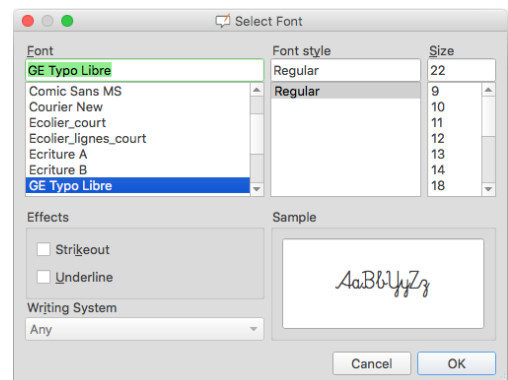 Select Font
Font
Font style
Size
GE Typo Libre
Regular
22
Comic Sans MS
Courier New
Ecolier_court
Ecolier_lignes_court
Ecriture A
Ecriture B
GE Typo Libre
Regular
9
10
11
12
13
14
18
Effects
Strikeout
Underline
Writing System
Any
Sample
AaBbYyZz
Cancel
OK